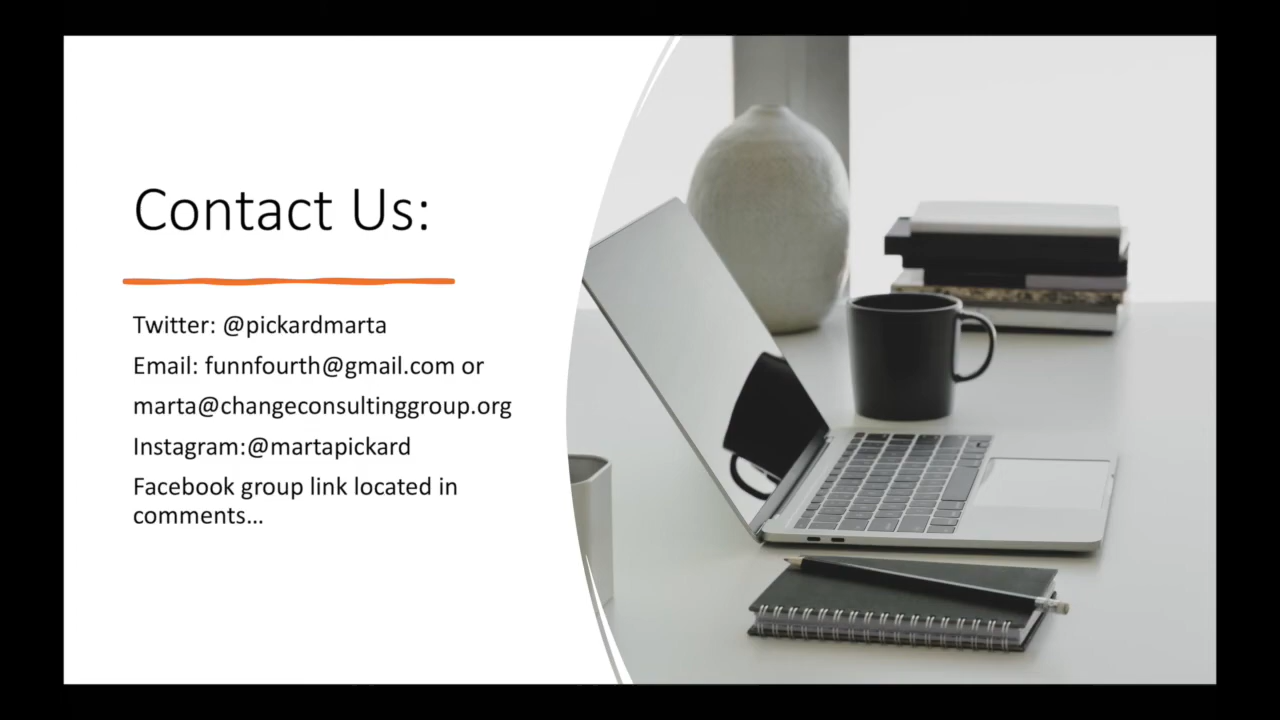 Contact Us:
Twitter: @pickardmarta
Email: funnfourth@gmail.com or
marta@changeconsultinggroup.org
Instagram:@martapickard
Facebook group link located in
comments…